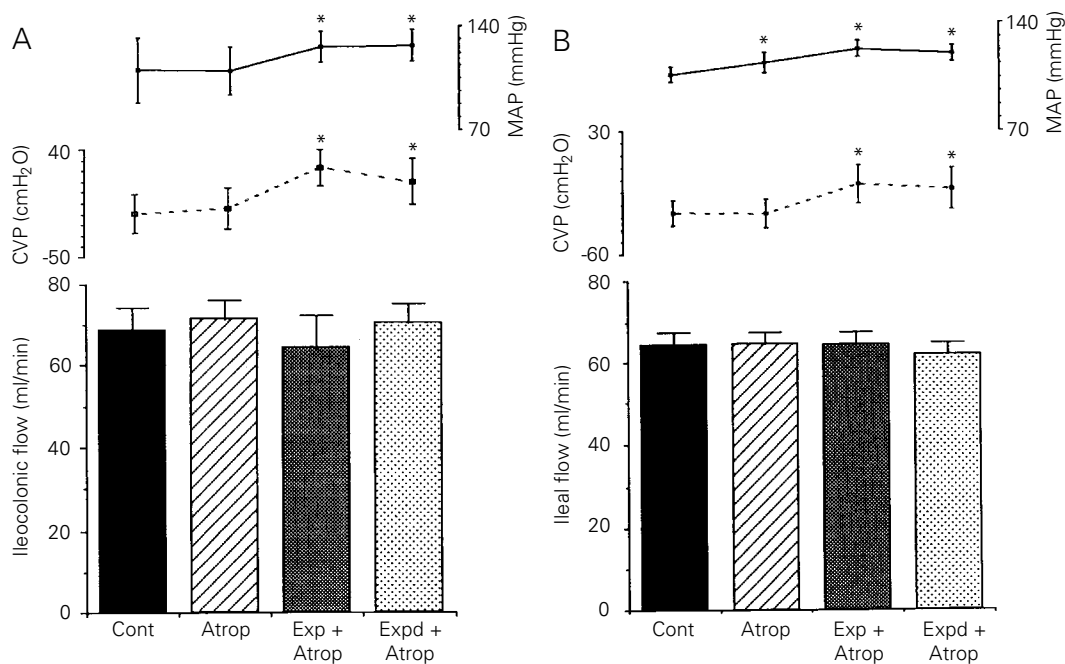 A
* *
140
MAP (mmHg)
70
40
CVP (cmH₂O)
-50
* *
80
60
40
20
0
Ileocolonic flow (ml/min)
Cont Atrop Exp + Atrop Expd + Atrop
B
* * *
140
MAP (mmHg)
70
30
CVP (cmH₂O)
-60
* *
80
60
40
20
0
Ileal flow (ml/min)
Cont Atrop Exp + Atrop Expd + Atrop